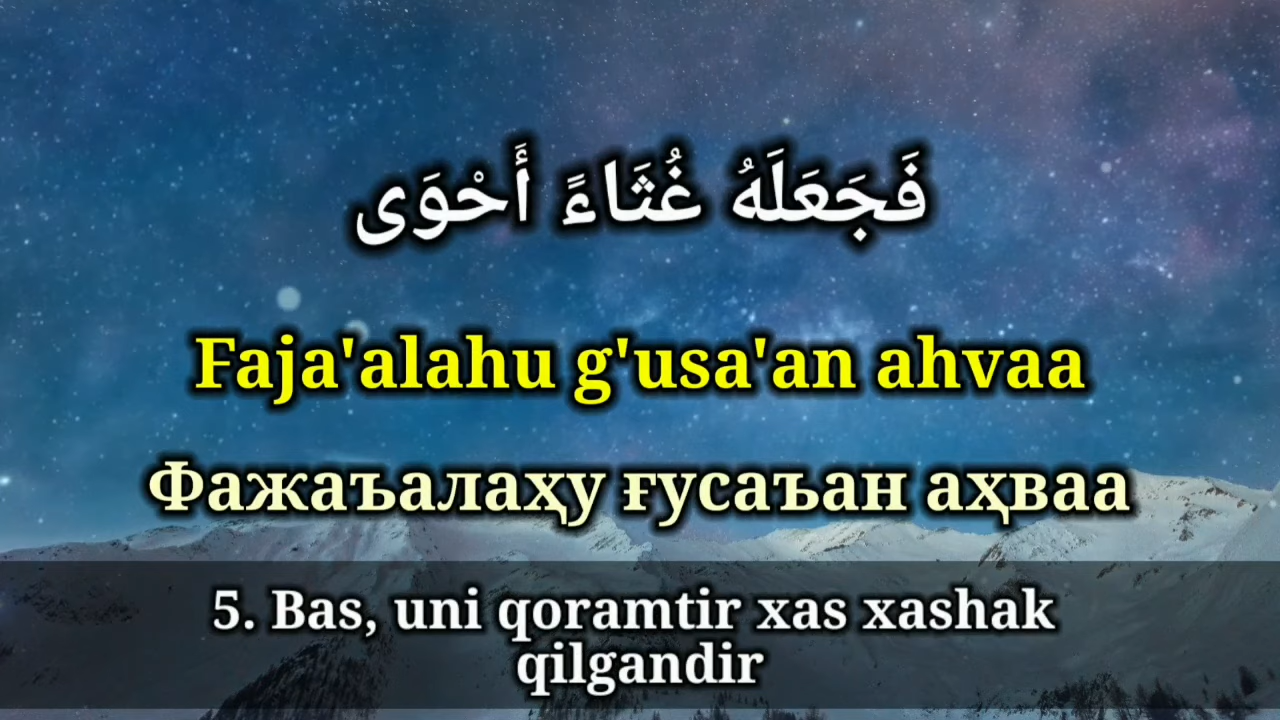 فَجَعَلَهُ غُثَاءً أَحْوَى
Faja'alahu g'usa'an ahvaa
Фажаъалаҳу ғусаъан аҳваа
5. Bas, uni qoramtir xas xashak
qilgandir